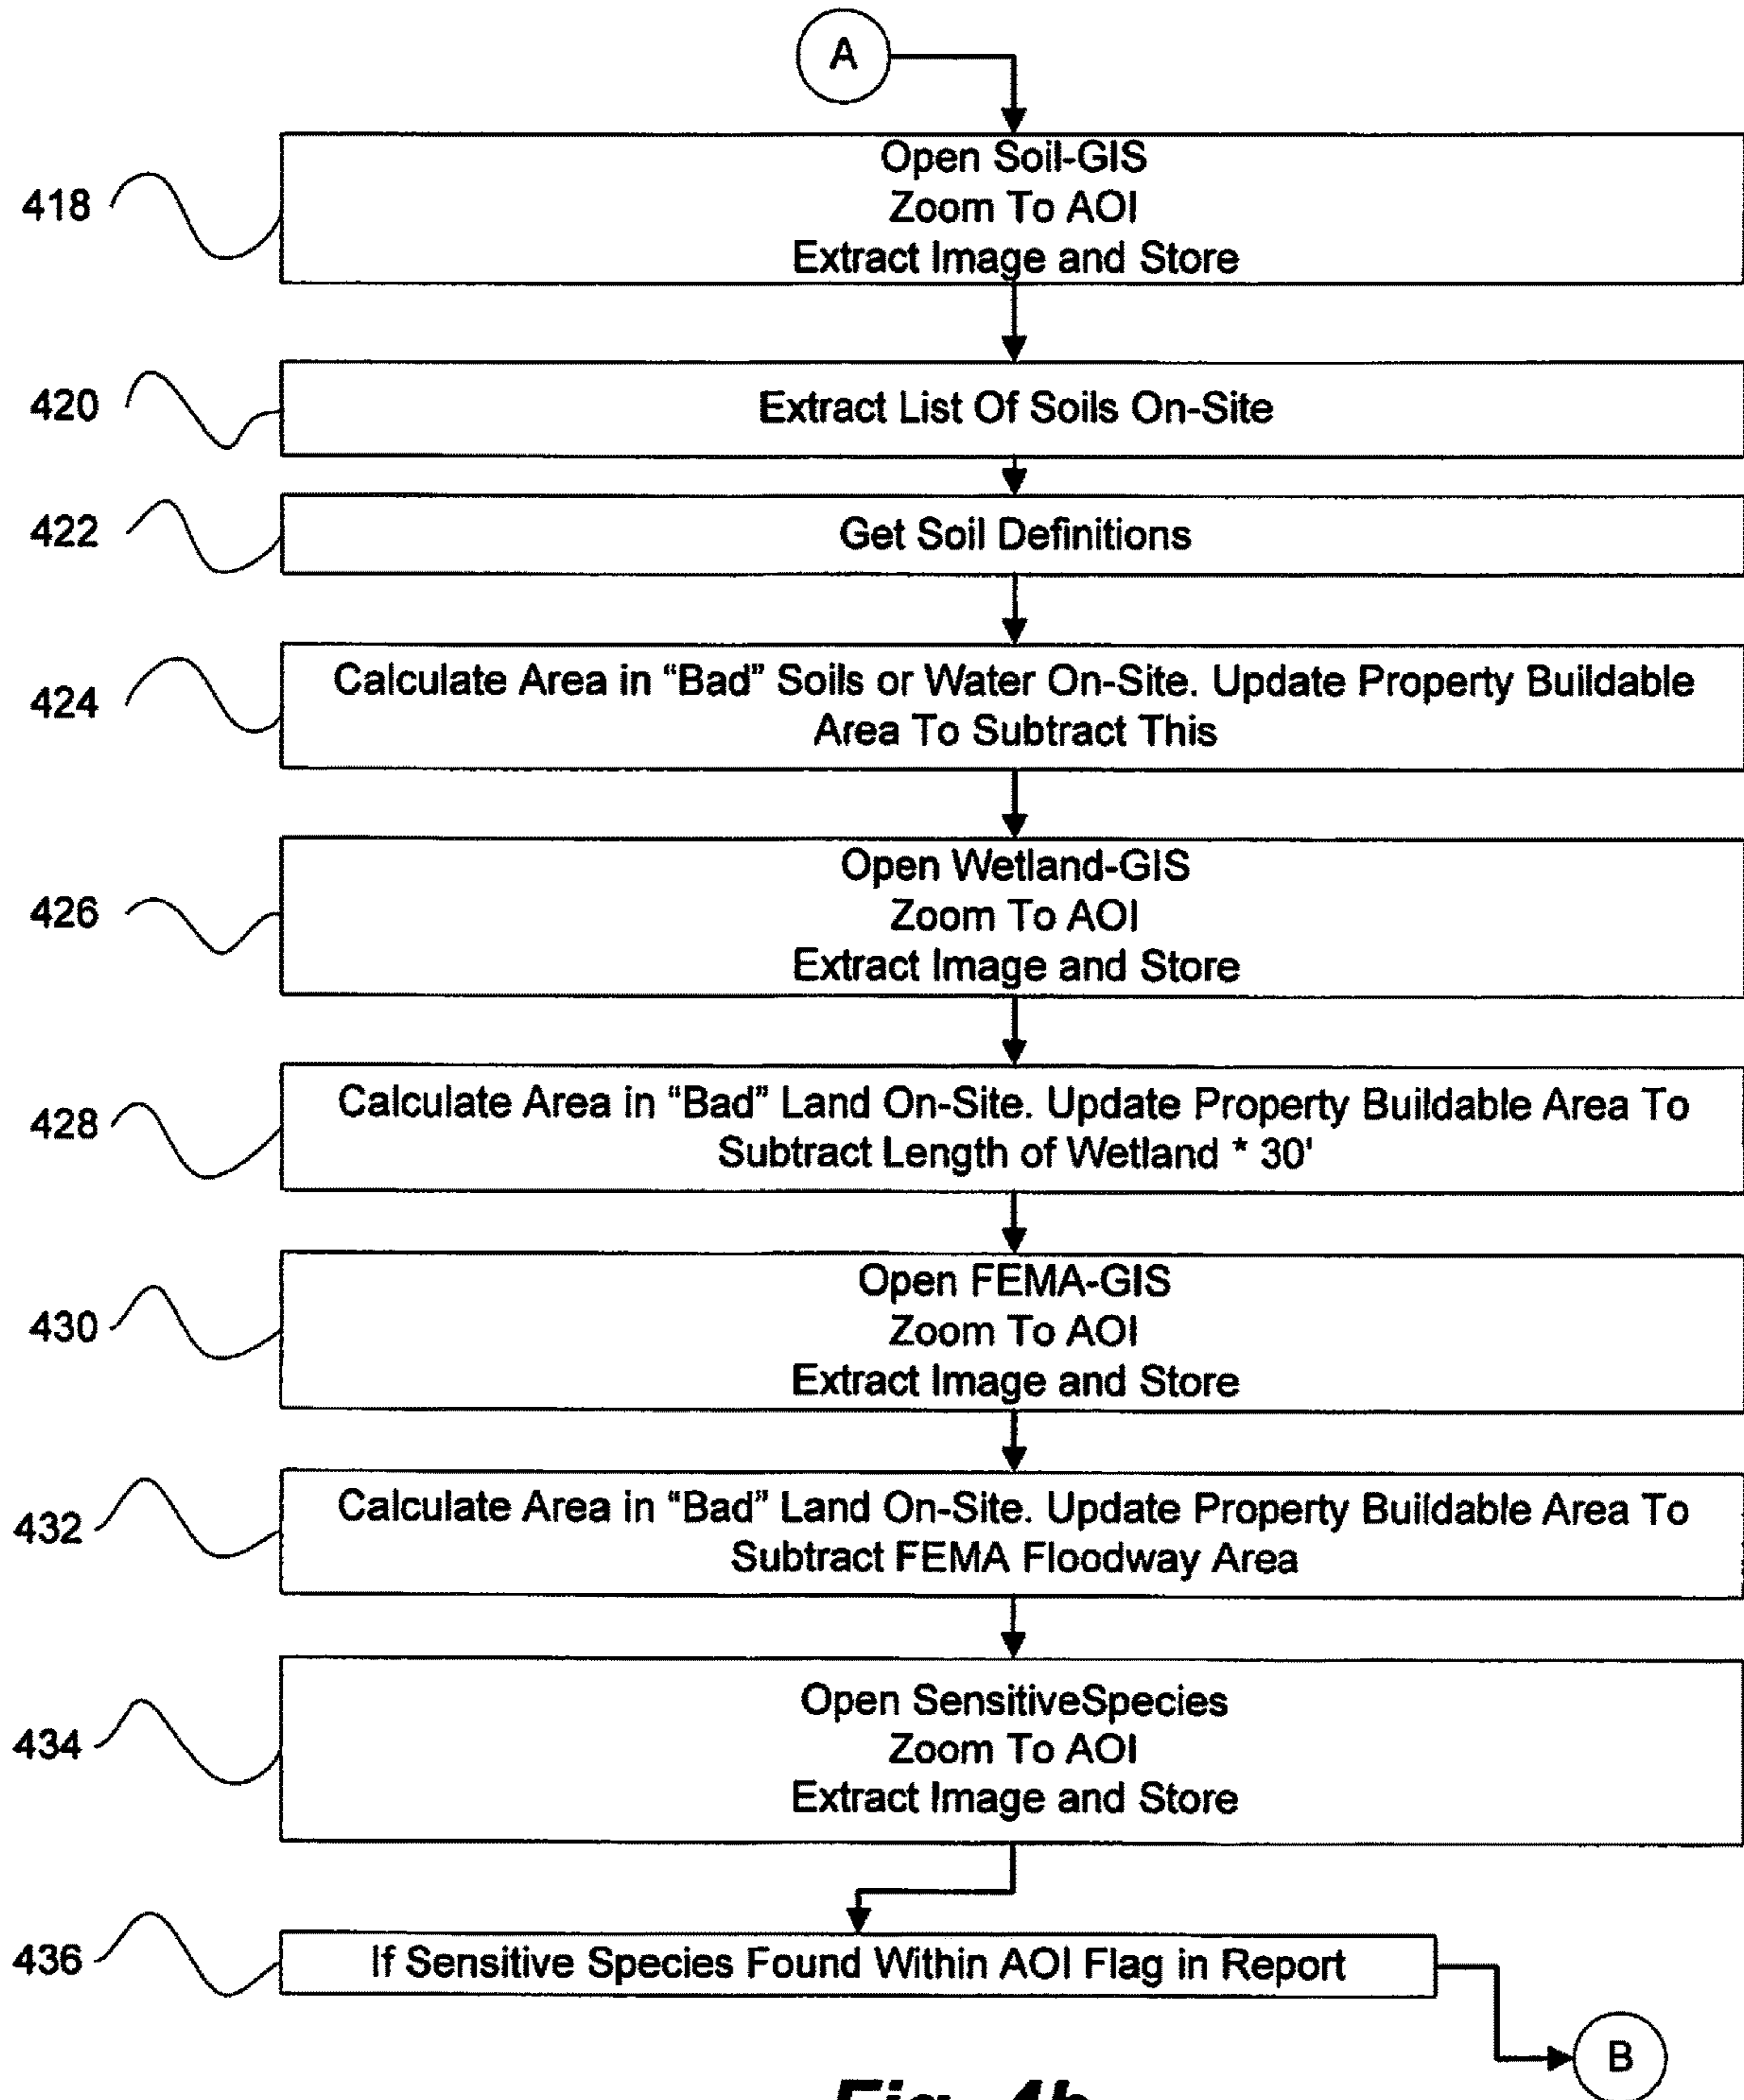 A
418
Open Soil-GIS
Zoom To AOI
Extract Image and Store
420
Extract List Of Soils On-Site
422
Get Soil Definitions
424
Calculate Area in “Bad” Soils or Water On-Site. Update Property Buildable
Area To Subtract This
426
Open Wetland-GIS
Zoom To AOI
Extract Image and Store
428
Calculate Area in “Bad” Land On-Site. Update Property Buildable Area To
Subtract Length of Wetland * 30'
430
Open FEMA-GIS
Zoom To AOI
Extract Image and Store
432
Calculate Area in “Bad” Land On-Site. Update Property Buildable Area To
Subtract FEMA Floodway Area
434
Open SensitiveSpecies
Zoom To AOI
Extract Image and Store
436
If Sensitive Species Found Within AOI Flag in Report
B
Fig. 4b